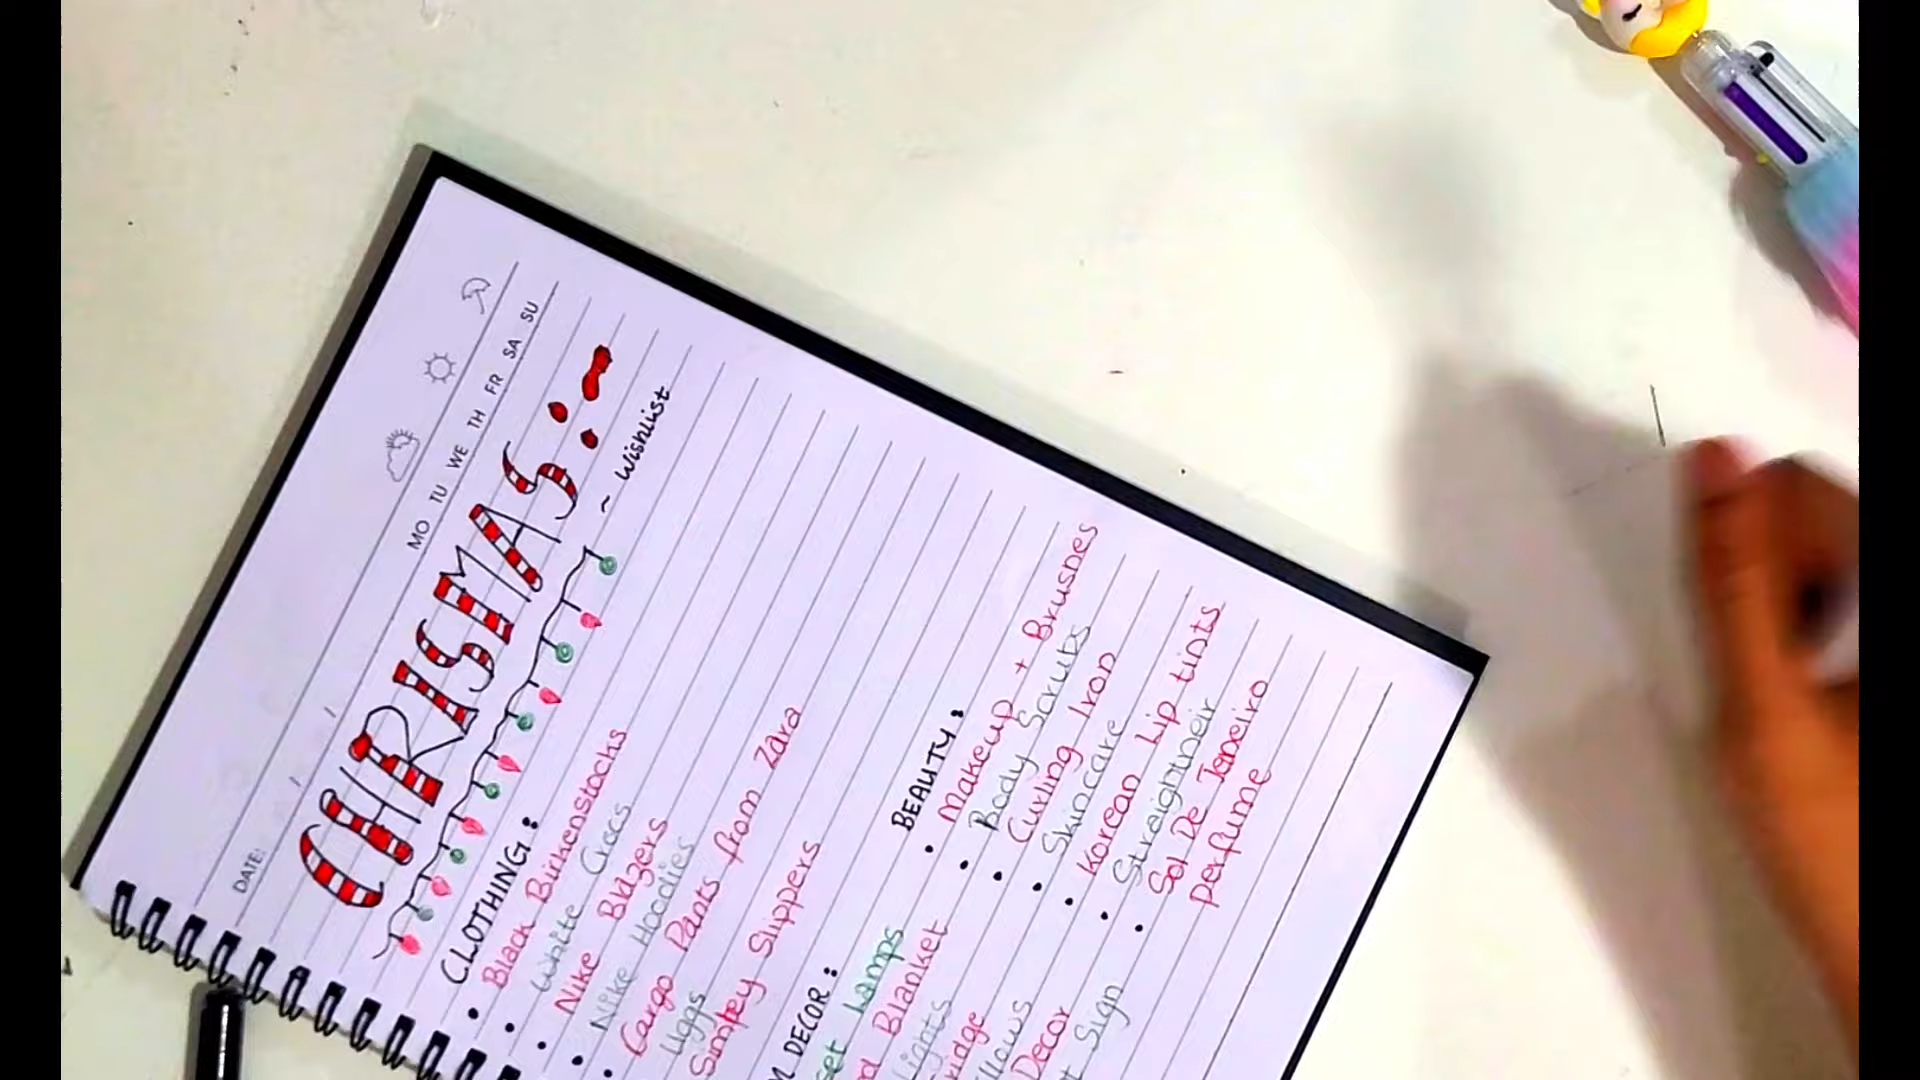 MO TU WE TH FR SA SU
DATE:
CHRISMAS :
~ Wishlist
CLOTHING :
• Black Birkenstocks
• White Crocs
• Nike Blazers
• Nike Hoodies
• Cargo Pants from Zara
Uggs
Slippers
DECOR :
set Lamps
Blanket
Lights
Decor
Sign
BEAUTY :
• Makeup + Brushes
• Body Scrubs
• Curling Iron
• Skincare
• Korean Lip tints
• Straightneir
• Sol De Janeiro
Perfume